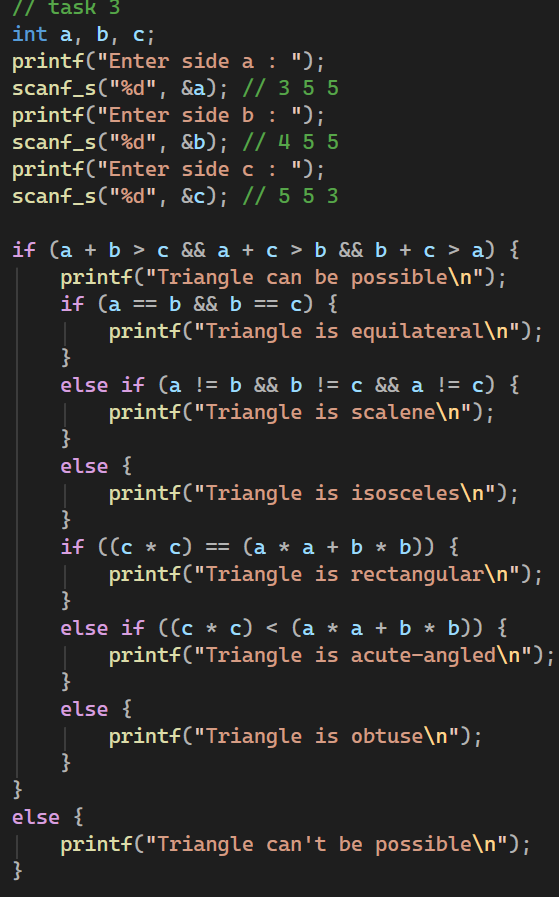 // task 3
int a, b, c;
printf("Enter side a : ");
scanf_s("%d", &a); // 3 5 5
printf("Enter side b : ");
scanf_s("%d", &b); // 4 5 5
printf("Enter side c : ");
scanf_s("%d", &c); // 5 5 3

if (a + b > c && a + c > b && b + c > a) {
    printf("Triangle can be possible\n");
    if (a == b && b == c) {
        printf("Triangle is equilateral\n");
    }
    else if (a != b && b != c && a != c) {
        printf("Triangle is scalene\n");
    }
    else {
        printf("Triangle is isosceles\n");
    }
    if ((c * c) == (a * a + b * b)) {
        printf("Triangle is rectangular\n");
    }
    else if ((c * c) < (a * a + b * b)) {
        printf("Triangle is acute-angled\n");
    }
    else {
        printf("Triangle is obtuse\n");
    }
}
else {
    printf("Triangle can't be possible\n");
}